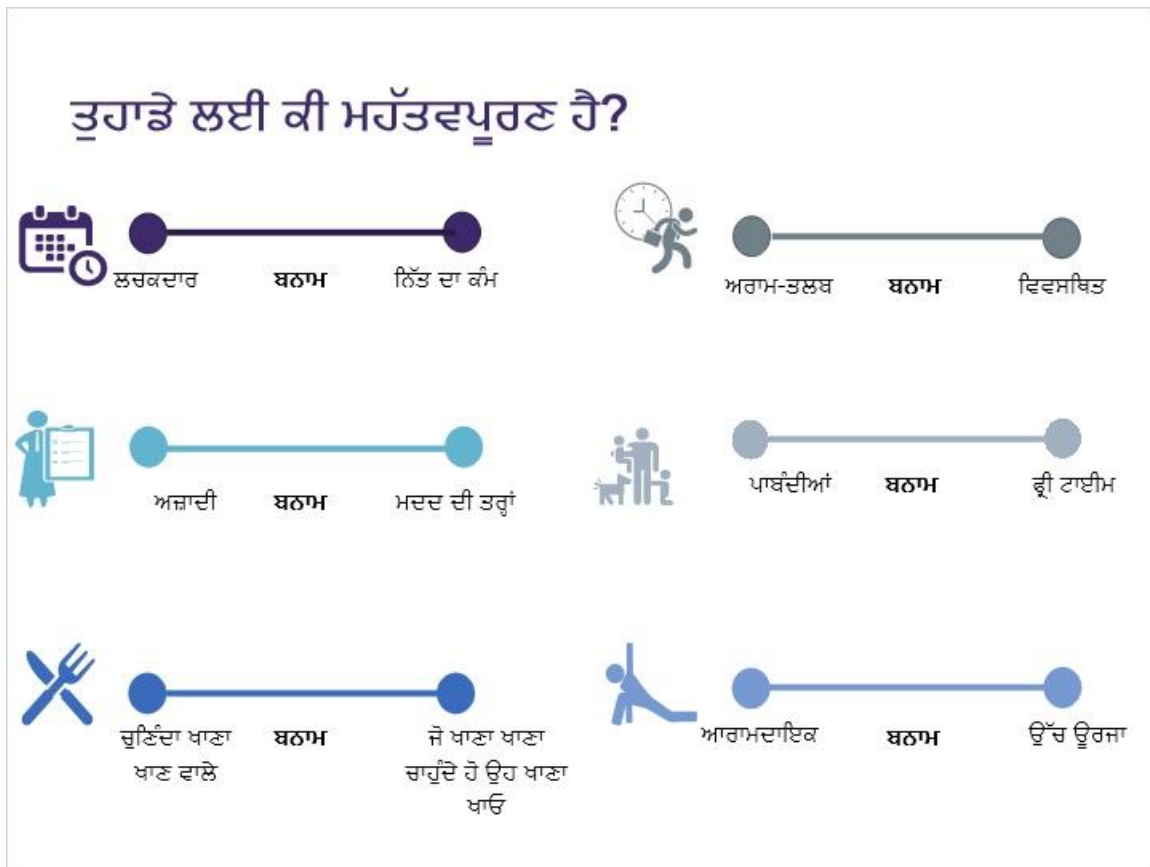 ਤੁਹਾਡੇ ਲਈ ਕੀ ਮਹੱਤਵਪੂਰਣ ਹੈ?
ਲਚਕਦਾਰ ਬਨਾਮ ਨਿੱਤ ਦਾ ਕੰਮ
ਅਰਾਮ-ਤਲਬ ਬਨਾਮ ਵਿਵਸਥਿਤ
ਅਜ਼ਾਦੀ ਬਨਾਮ ਮਦਦ ਦੀ ਤਰ੍ਹਾਂ
ਪਾਬੰਦੀਆਂ ਬਨਾਮ ਫ੍ਰੀ ਟਾਈਮ
ਚੁਣਿੰਦਾ ਖਾਣਾ
ਖਾਣ ਵਾਲੇ
ਬਨਾਮ
ਜੋ ਖਾਣਾ ਖਾਣਾ
ਚਾਹੁੰਦੇ ਹੋ ਉਹ ਖਾਣਾ
ਖਾਓ
ਆਰਾਮਦਾਇਕ ਬਨਾਮ ਉੱਚ ਊਰਜਾ